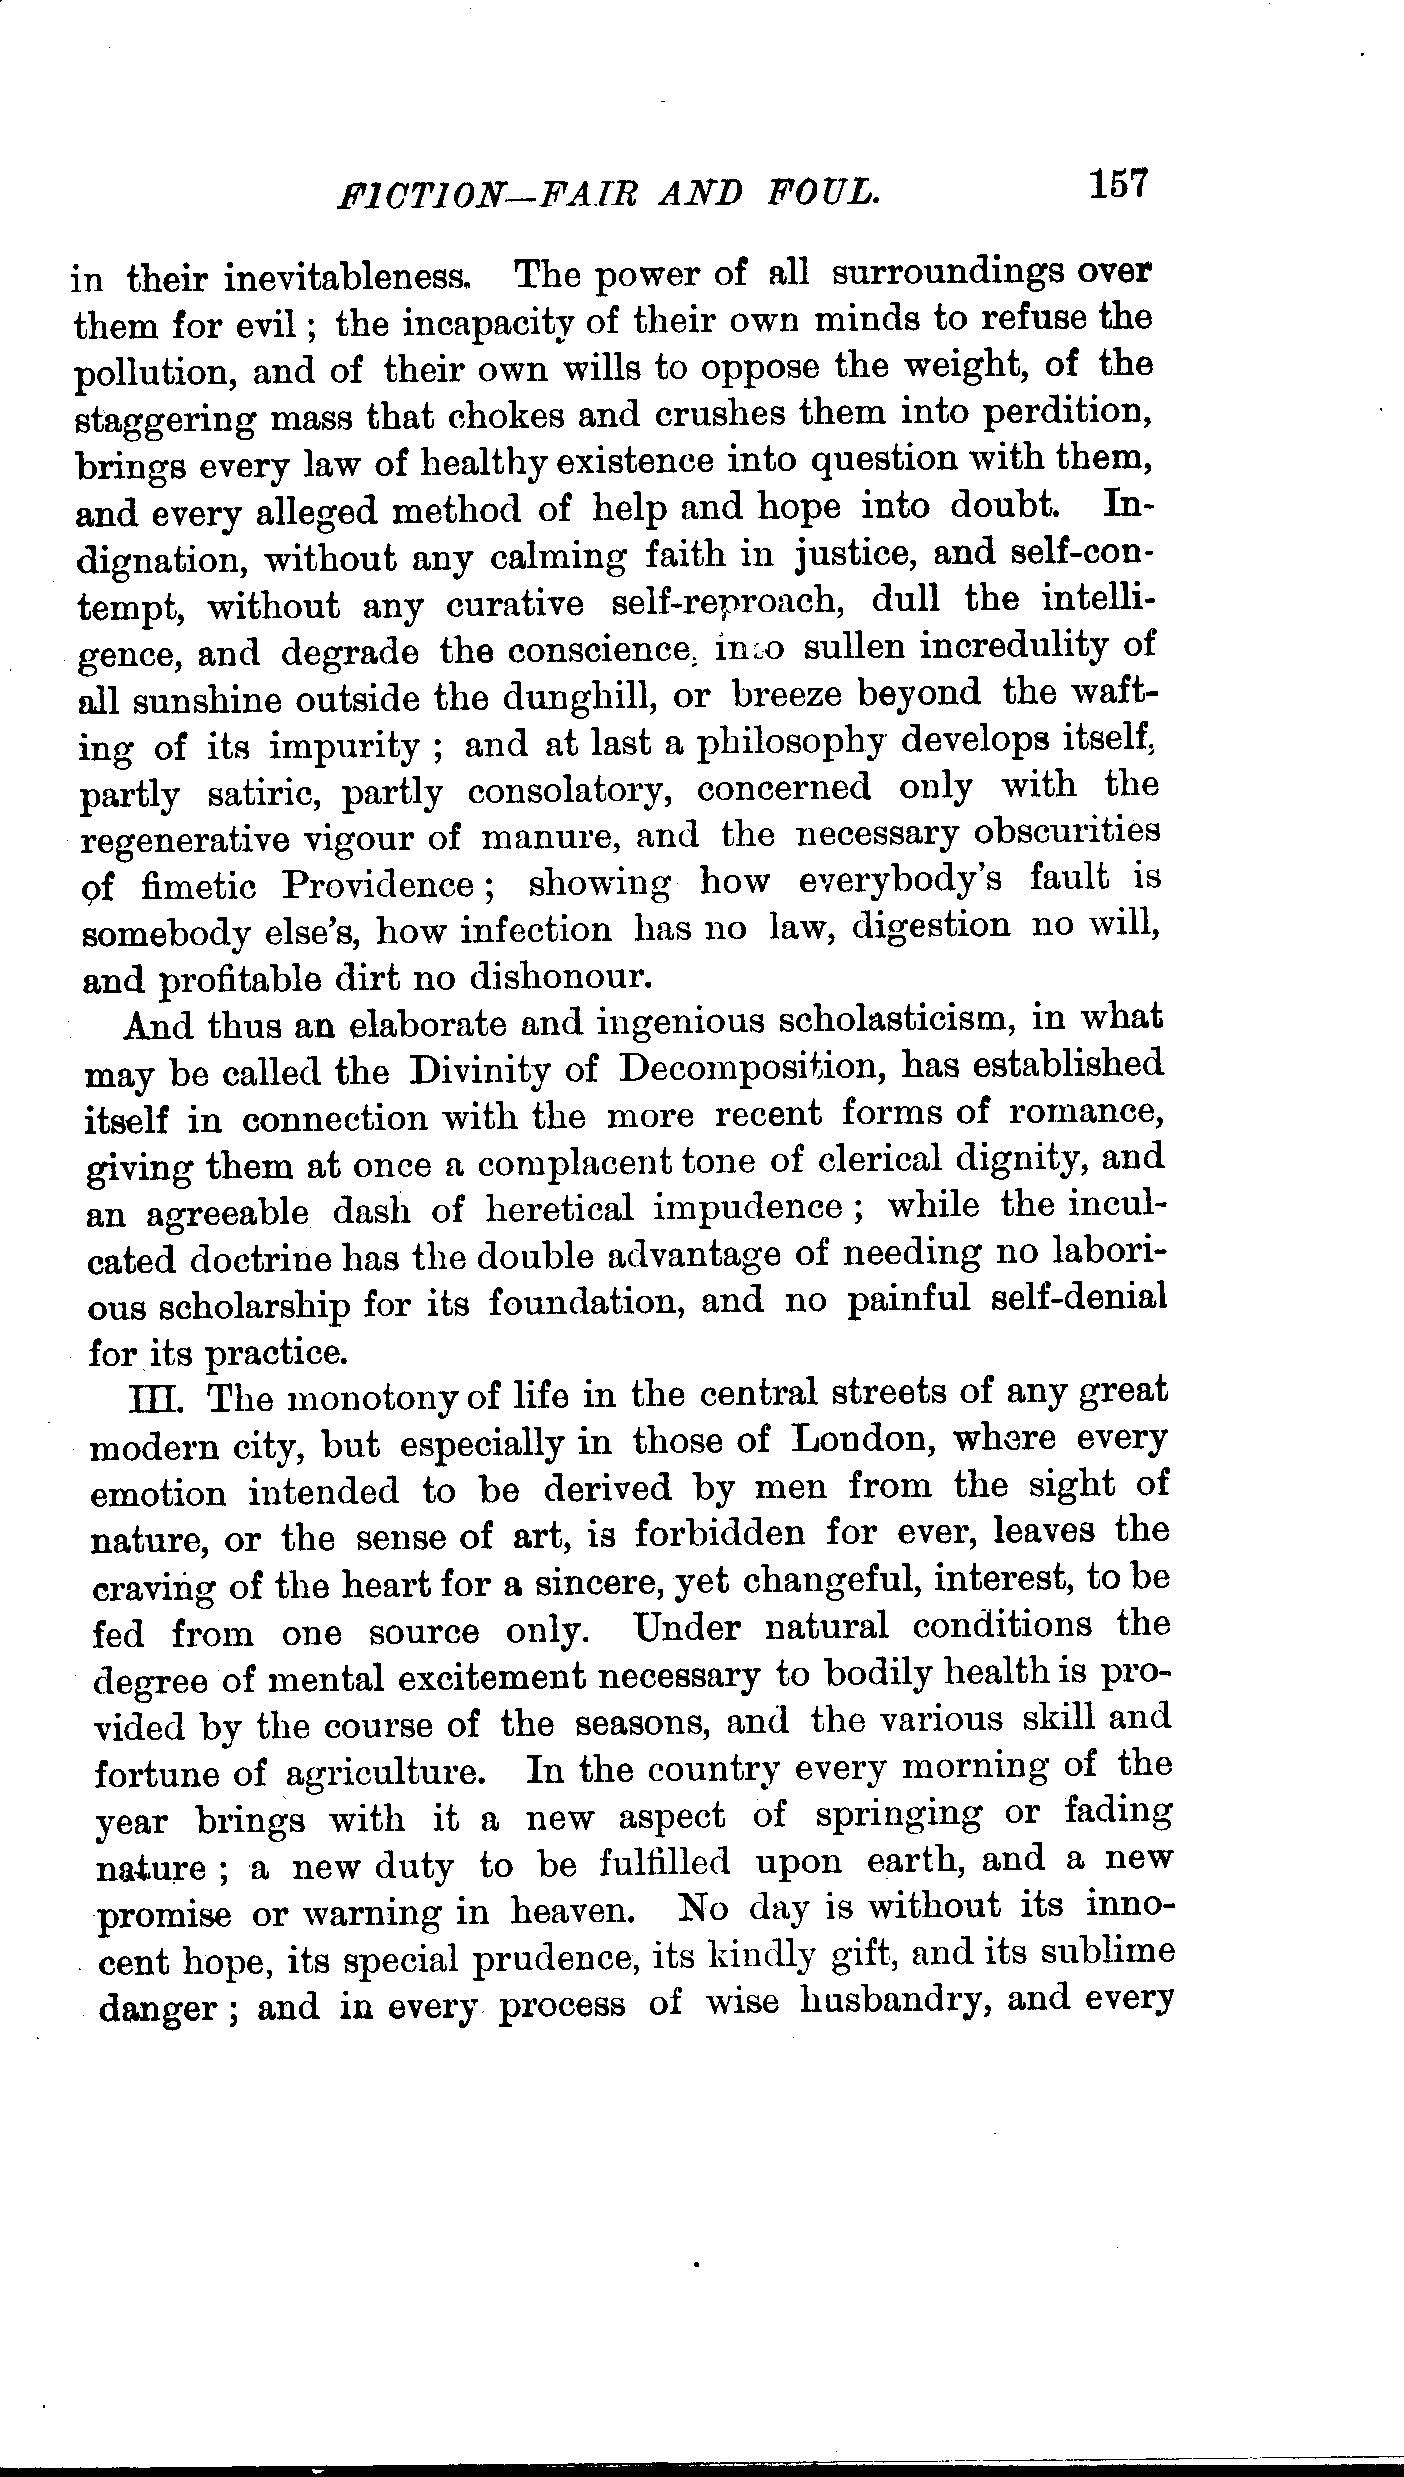 FICTION—FAIR AND FOUL. 157
in their inevitableness. The power of all surroundings over
them for evil ; the incapacity of their own minds to refuse the
pollution, and of their own wills to oppose the weight, of the
staggering mass that chokes and crushes them into perdition,
brings every law of healthy existence into question with them,
and every alleged method of help and hope into doubt. In-
dignation, without any calming faith in justice, and self-con-
tempt, without any curative self-reproach, dull the intelli-
gence, and degrade the conscience, into sullen incredulity of
all sunshine outside the dunghill, or breeze beyond the waft-
ing of its impurity ; and at last a philosophy develops itself,
partly satiric, partly consolatory, concerned only with the
regenerative vigour of manure, and the necessary obscurities
of fimetic Providence ; showing how everybody's fault is
somebody else's, how infection has no law, digestion no will,
and profitable dirt no dishonour.
And thus an elaborate and ingenious scholasticism, in what
may be called the Divinity of Decomposition, has established
itself in connection with the more recent forms of romance,
giving them at once a complacent tone of clerical dignity, and
an agreeable dash of heretical impudence ; while the incul-
cated doctrine has the double advantage of needing no labori-
ous scholarship for its foundation, and no painful self-denial
for its practice.
III. The monotony of life in the central streets of any great
modern city, but especially in those of London, where every
emotion intended to be derived by men from the sight of
nature, or the sense of art, is forbidden for ever, leaves the
craving of the heart for a sincere, yet changeful, interest, to be
fed from one source only. Under natural conditions the
degree of mental excitement necessary to bodily health is pro-
vided by the course of the seasons, and the various skill and
fortune of agriculture. In the country every morning of the
year brings with it a new aspect of springing or fading
nature ; a new duty to be fulfilled upon earth, and a new
promise or warning in heaven. No day is without its inno-
cent hope, its special prudence, its kindly gift, and its sublime
danger ; and in every process of wise husbandry, and every